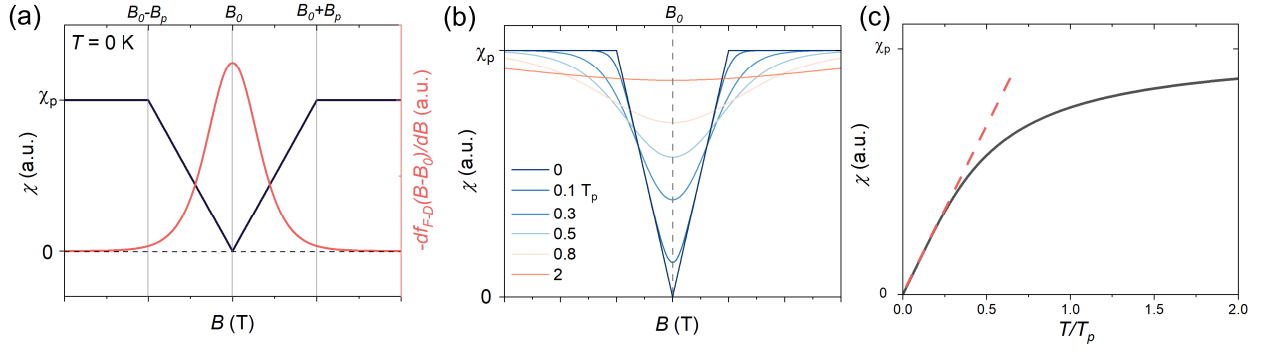 (a)
B₀-Bₚ B₀ B₀+Bₚ
T = 0 K
χₚ
0
χ (a.u.)
-df_F-D(B-B₀)/dB (a.u.)
B (T)
(b)
B₀
χₚ
0
χ (a.u.)
0
0.1 Tₚ
0.3
0.5
0.8
2
B (T)
(c)
χₚ
0
χ (a.u.)
0.0 0.5 1.0 1.5 2.0
T/Tₚ